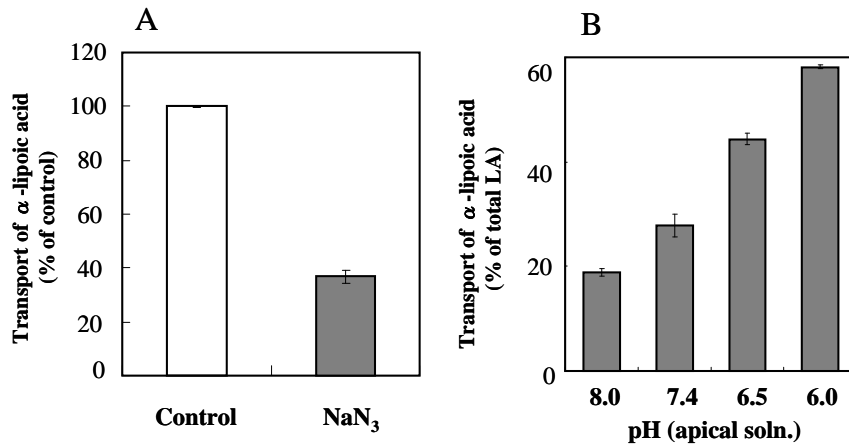 A
Transport of α -lipoic acid
(% of control)
120
100
80
60
40
20
0
Control
NaN₃
B
Transport of α -lipoic acid
(% of total LA)
60
40
20
0
8.0 7.4 6.5 6.0
pH (apical soln.)